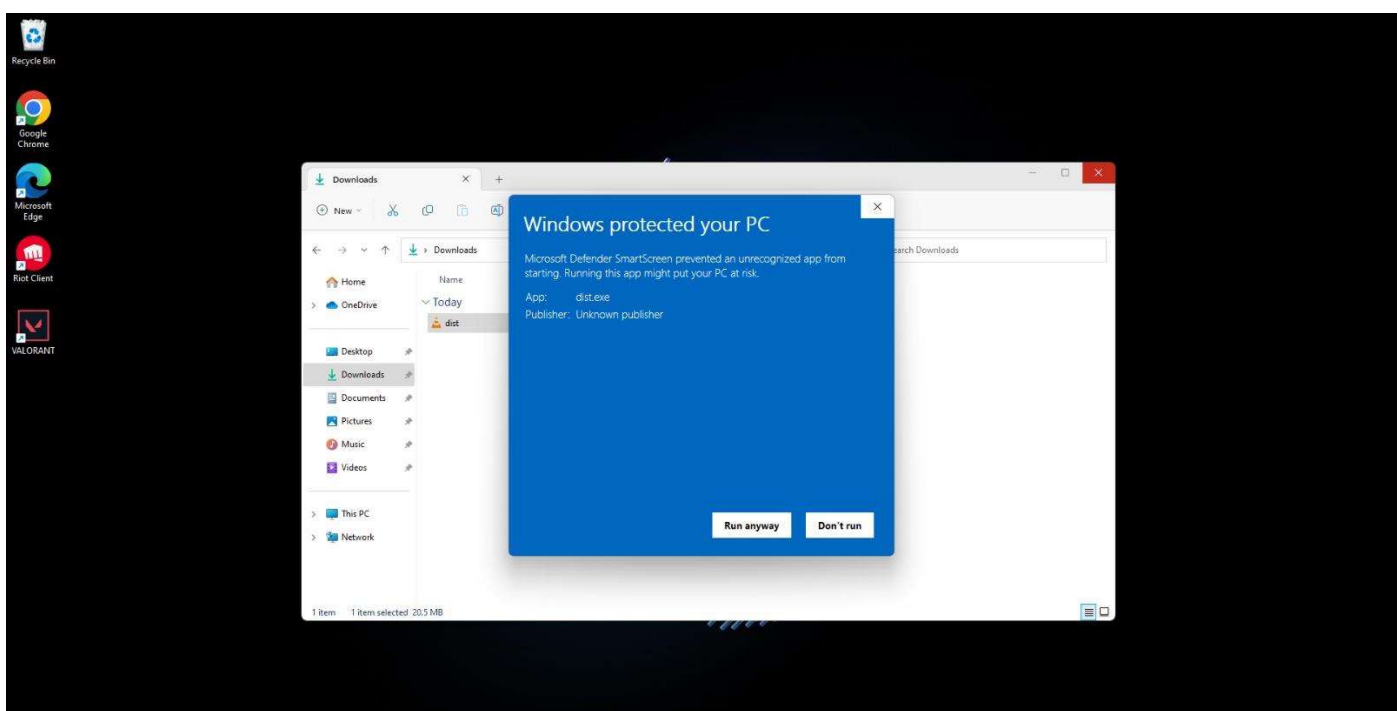 Recycle Bin
Google
Chrome
Microsoft
Edge
Riot Client
VALORANT
Downloads
New
Downloads
Search Downloads
Home
OneDrive
Desktop
Downloads
Documents
Pictures
Music
Videos
This PC
Network
Name
Today
dist
1 item 1 item selected 20.5 MB
Windows protected your PC
Microsoft Defender SmartScreen prevented an unrecognized app from
starting. Running this app might put your PC at risk.
App: dist.exe
Publisher: Unknown publisher
Run anyway Don't run